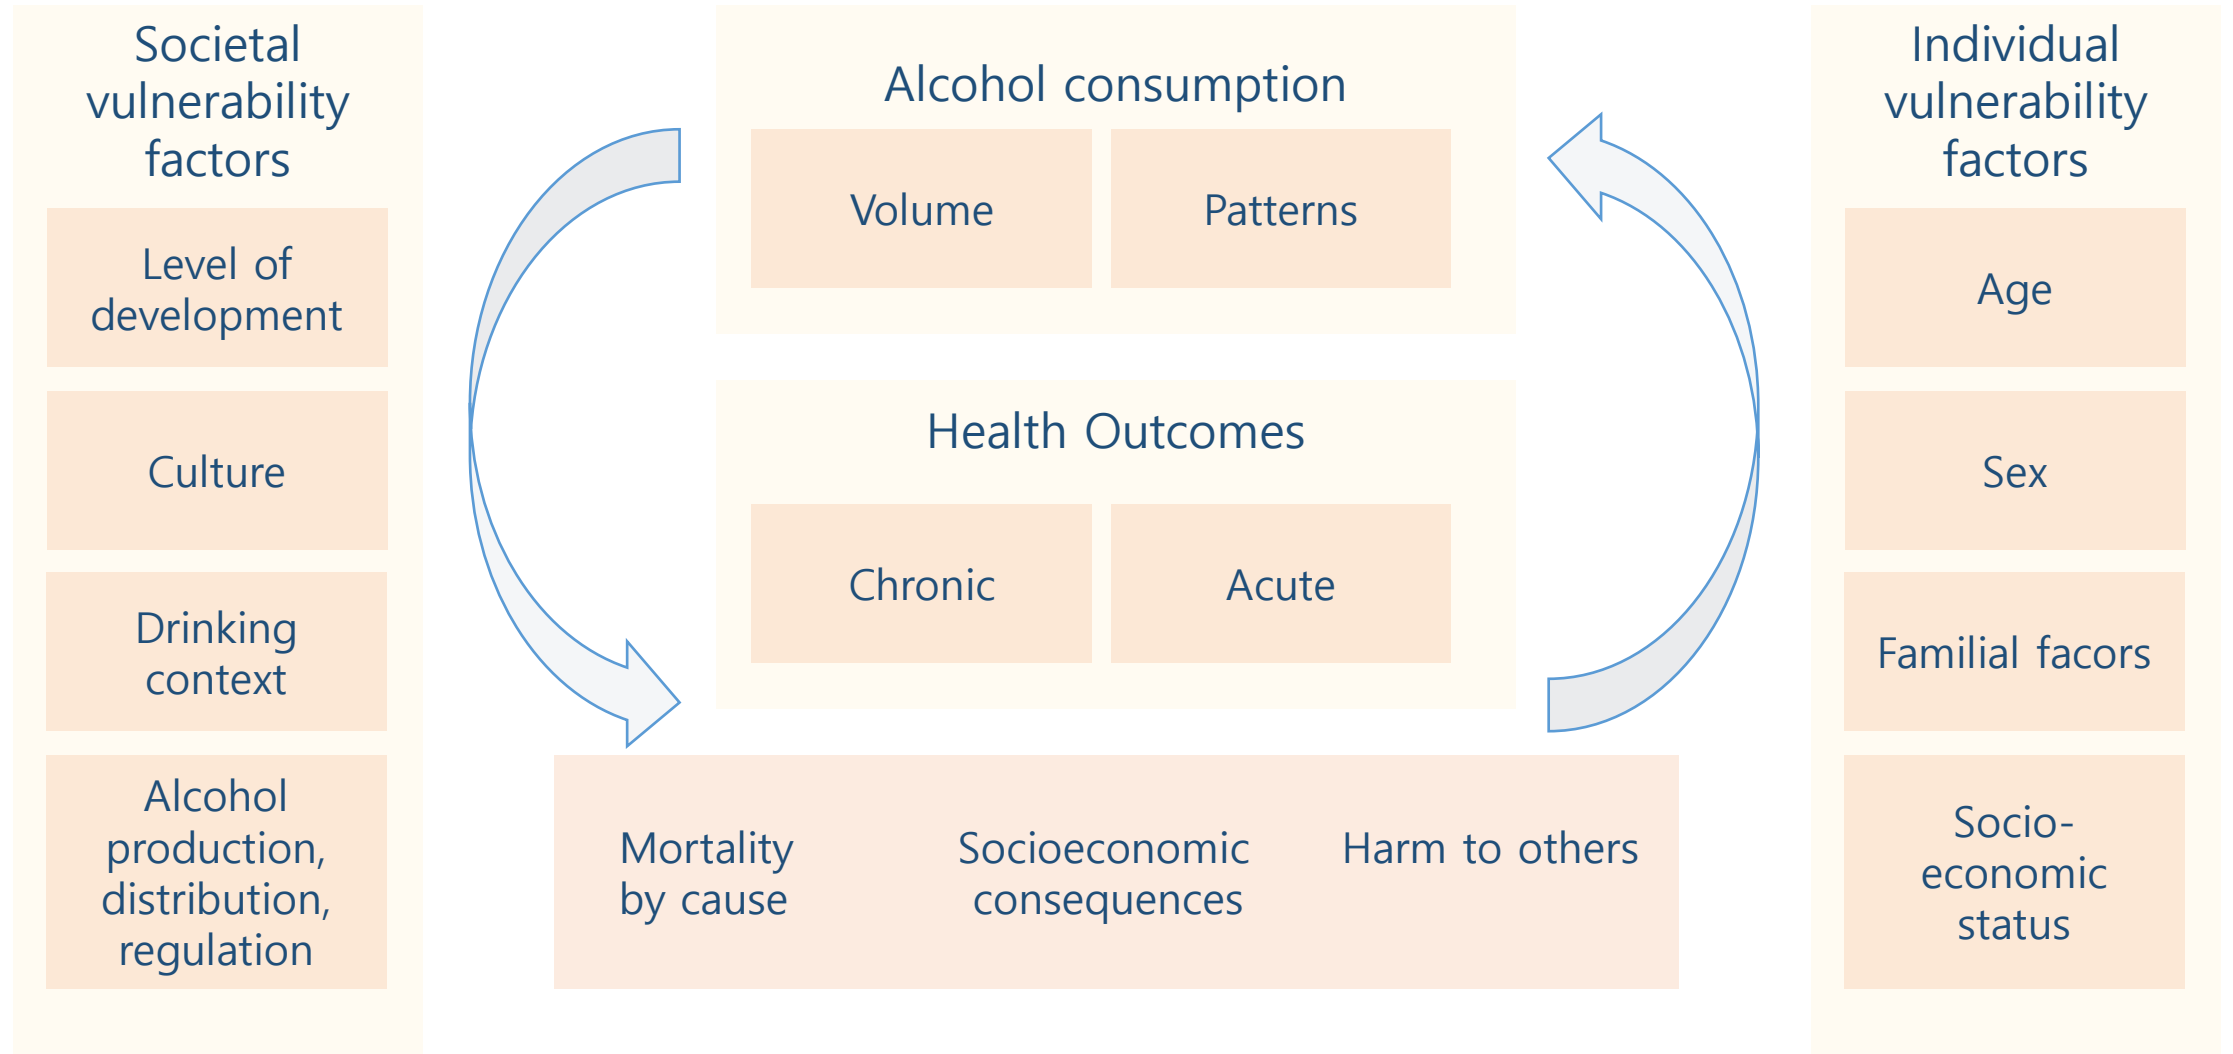 Societal
vulnerability
factors
Level of
development
Culture
Drinking
context
Alcohol
production,
distribution,
regulation
Alcohol consumption
Volume
Patterns
Health Outcomes
Chronic
Acute
Mortality
by cause
Socioeconomic
consequences
Harm to others
Individual
vulnerability
factors
Age
Sex
Familial facors
Socio-
economic
status